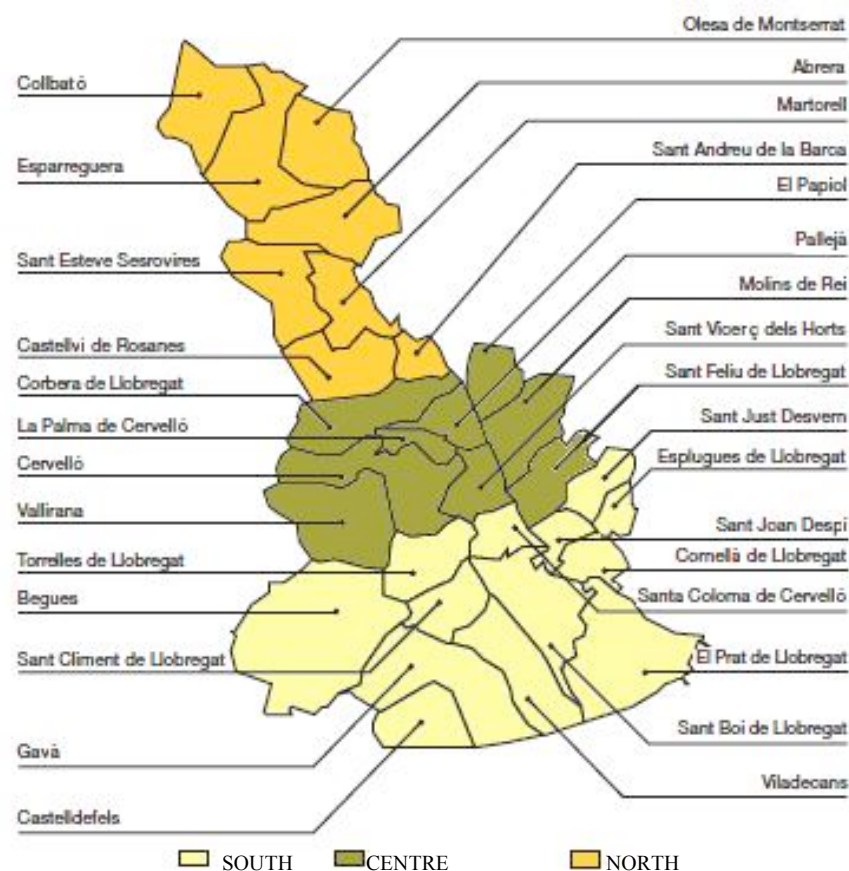 Olesa de Montserrat
Abrera
Martorell
Sant Andreu de la Barca
El Papiol
Pallejà
Molins de Rei
Sant Vicerç dels Horts
Sant Feliu de Llobregat
Sant Just Desvern
Esplugues de Llobregat
Sant Joan Despí
Cornellà de Llobregat
Santa Coloma de Cervelló
El Prat de Llobregat
Sant Boi de Llobregat
Viladecans
Collbató
Esparreguera
Sant Esteve Sesrovires
Castellví de Rosanes
Corbera de Llobregat
La Palma de Cervelló
Cervelló
Vallirana
Torrelles de Llobregat
Begues
Sant Climent de Llobregat
Gavà
Castelldefels
SOUTH CENTRE NORTH